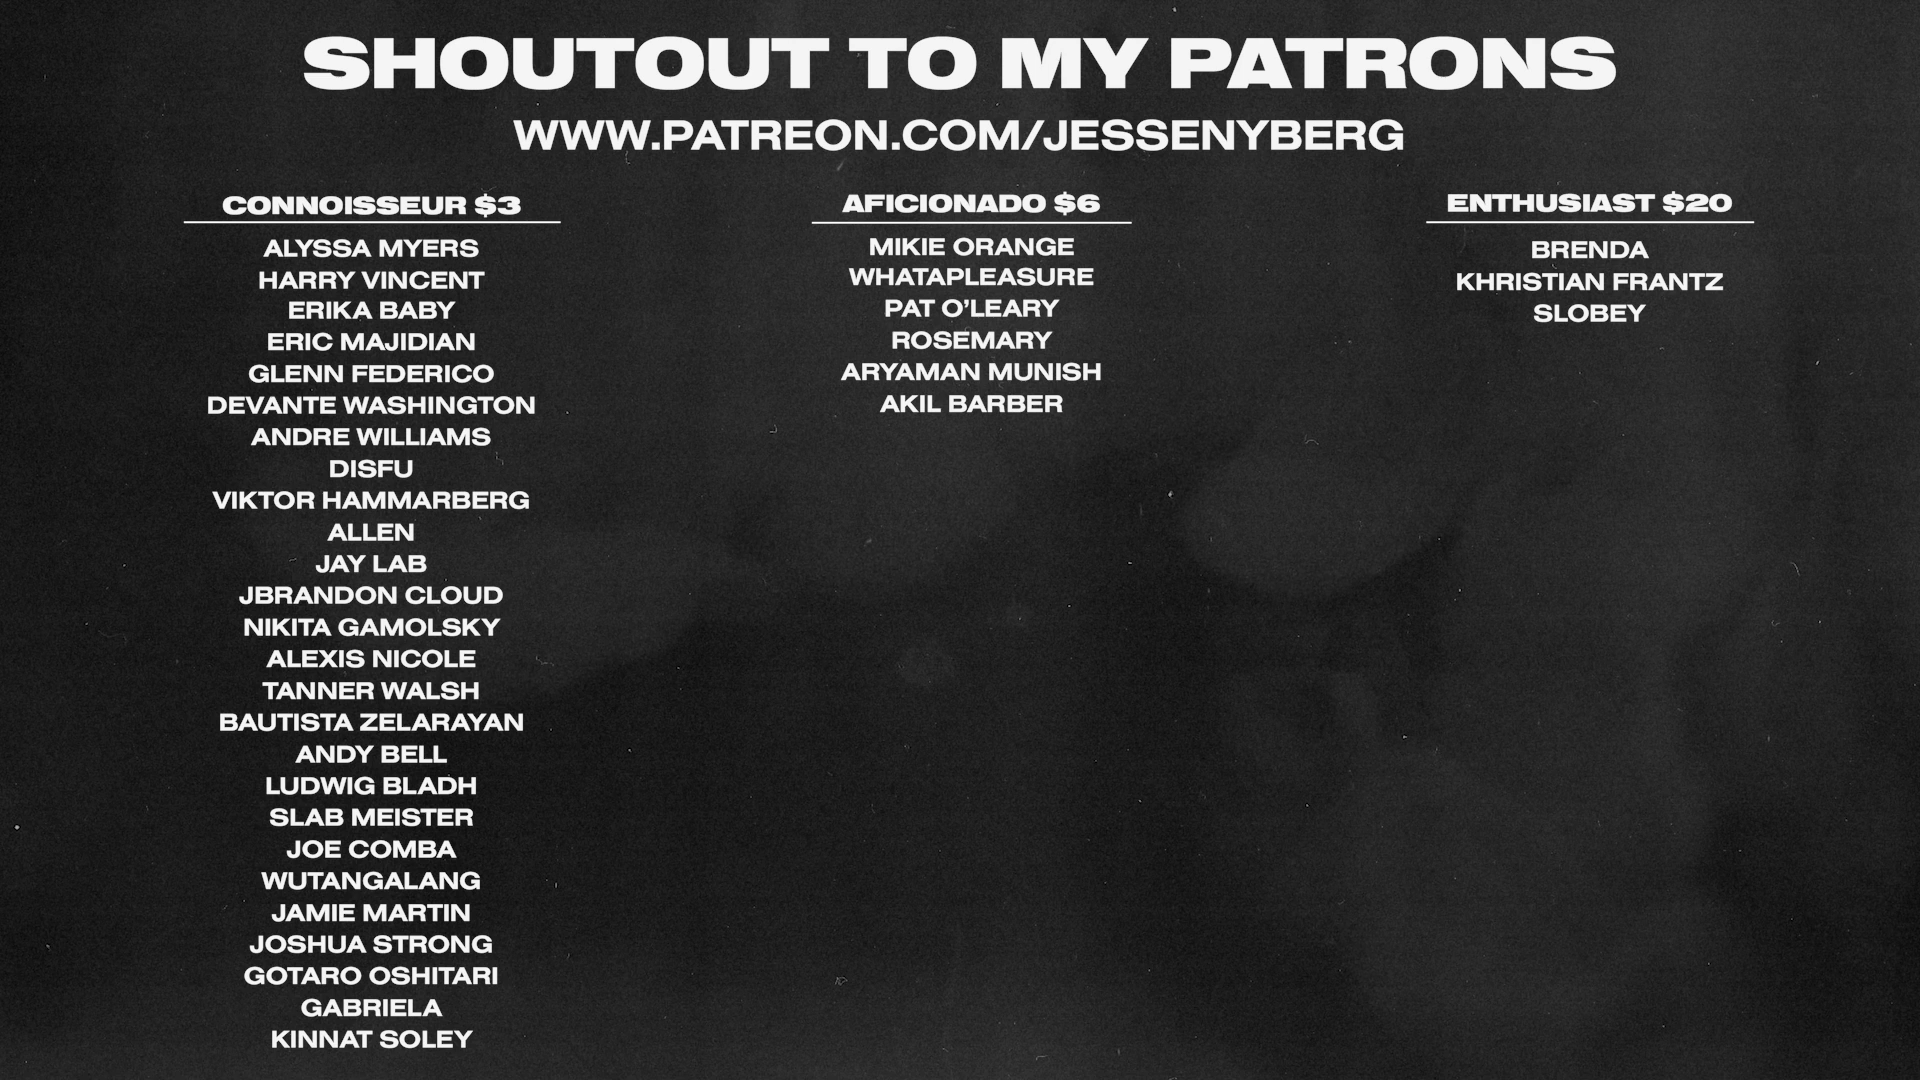 SHOUTOUT TO MY PATRONS
WWW.PATREON.COM/JESSENYBERG
CONNOISSEUR $3
ALYSSA MYERS
HARRY VINCENT
ERIKA BABY
ERIC MAJIDIAN
GLENN FEDERICO
DEVANTE WASHINGTON
ANDRE WILLIAMS
DISFU
VIKTOR HAMMARBERG
ALLEN
JAY LAB
JBRANDON CLOUD
NIKITA GAMOLSKY
ALEXIS NICOLE
TANNER WALSH
BAUTISTA ZELARAYAN
ANDY BELL
LUDWIG BLADH
SLAB MEISTER
JOE COMBA
WUTANGALANG
JAMIE MARTIN
JOSHUA STRONG
GOTARO OSHITARI
GABRIELA
KINNAT SOLEY
AFICIONADO $6
MIKIE ORANGE
WHATAPLEASURE
PAT O’LEARY
ROSEMARY
ARYAMAN MUNISH
AKIL BARBER
ENTHUSIAST $20
BRENDA
KHRISTIAN FRANTZ
SLOBEY